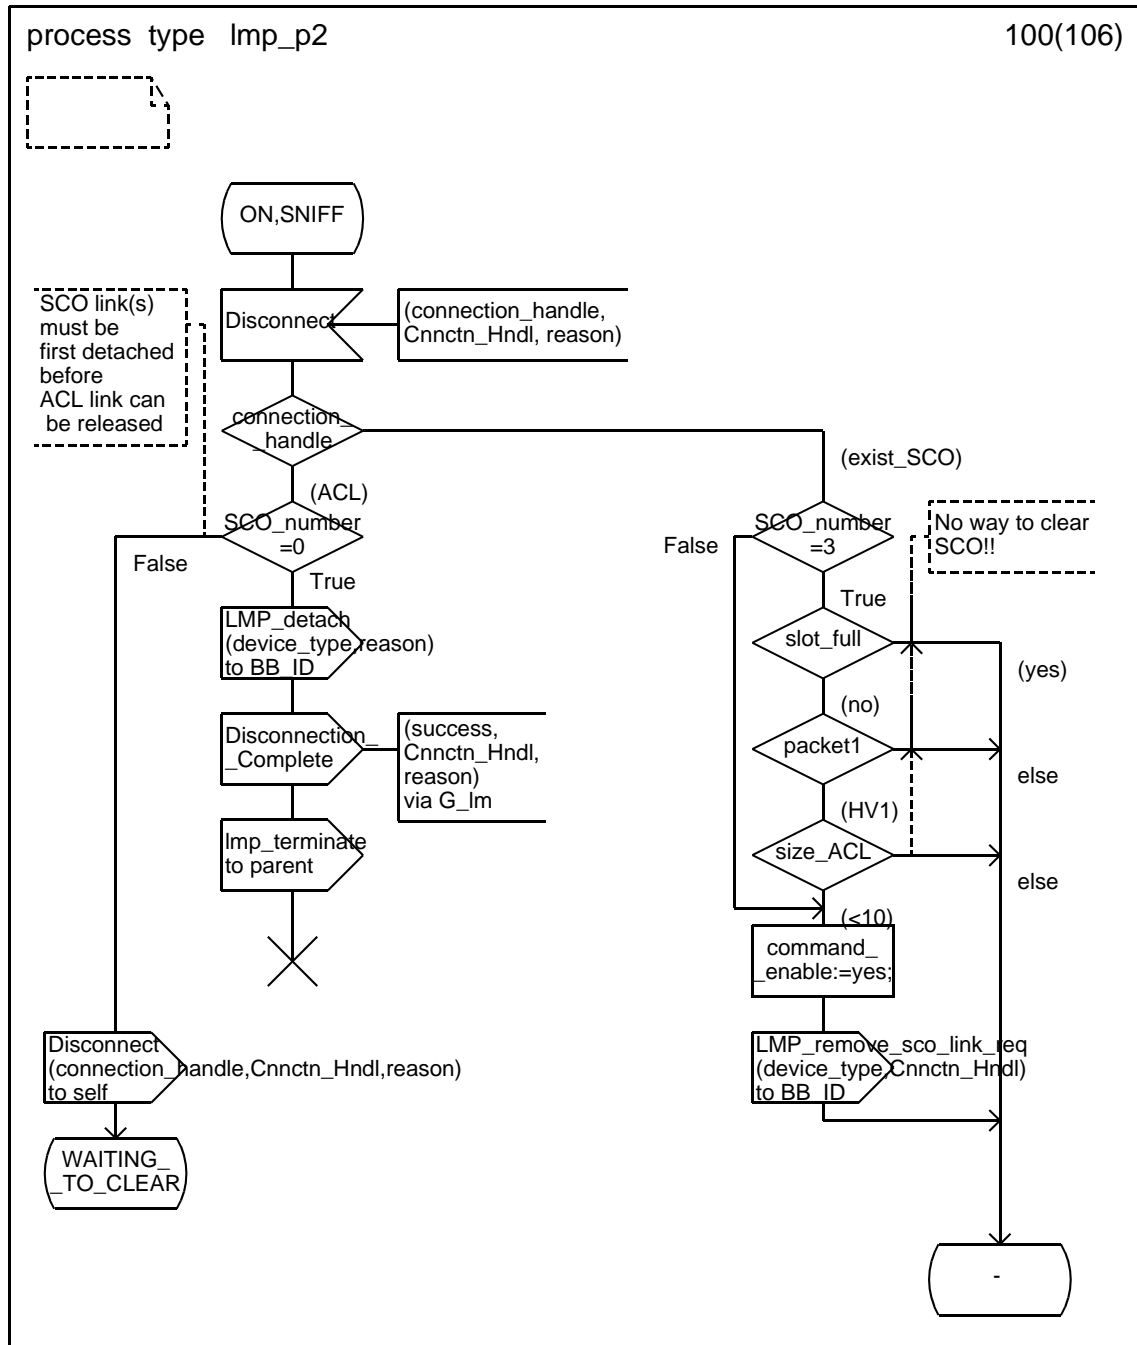 process type lmp_p2
100(106)
ON,SNIFF
SCO link(s)
must be
first detached
before
ACL link can
be released
Disconnect
(connection_handle,
Cnnctn_Hndl, reason)
connection_
_handle
(exist_SCO)
(ACL)
SCO_number
=0
False
True
SCO_number
=3
False
True
No way to clear
SCO!!
LMP_detach
(device_type,reason)
to BB_ID
slot_full
(yes)
(no)
Disconnection_
_Complete
(success,
Cnnctn_Hndl,
reason)
via G_lm
packet1
else
(HV1)
lmp_terminate
to parent
size_ACL
else
(<10)
command_
_enable:=yes;
Disconnect
(connection_handle,Cnnctn_Hndl,reason)
to self
LMP_remove_sco_link_req
(device_type,Cnnctn_Hndl)
to BB_ID
WAITING_
_TO_CLEAR
-